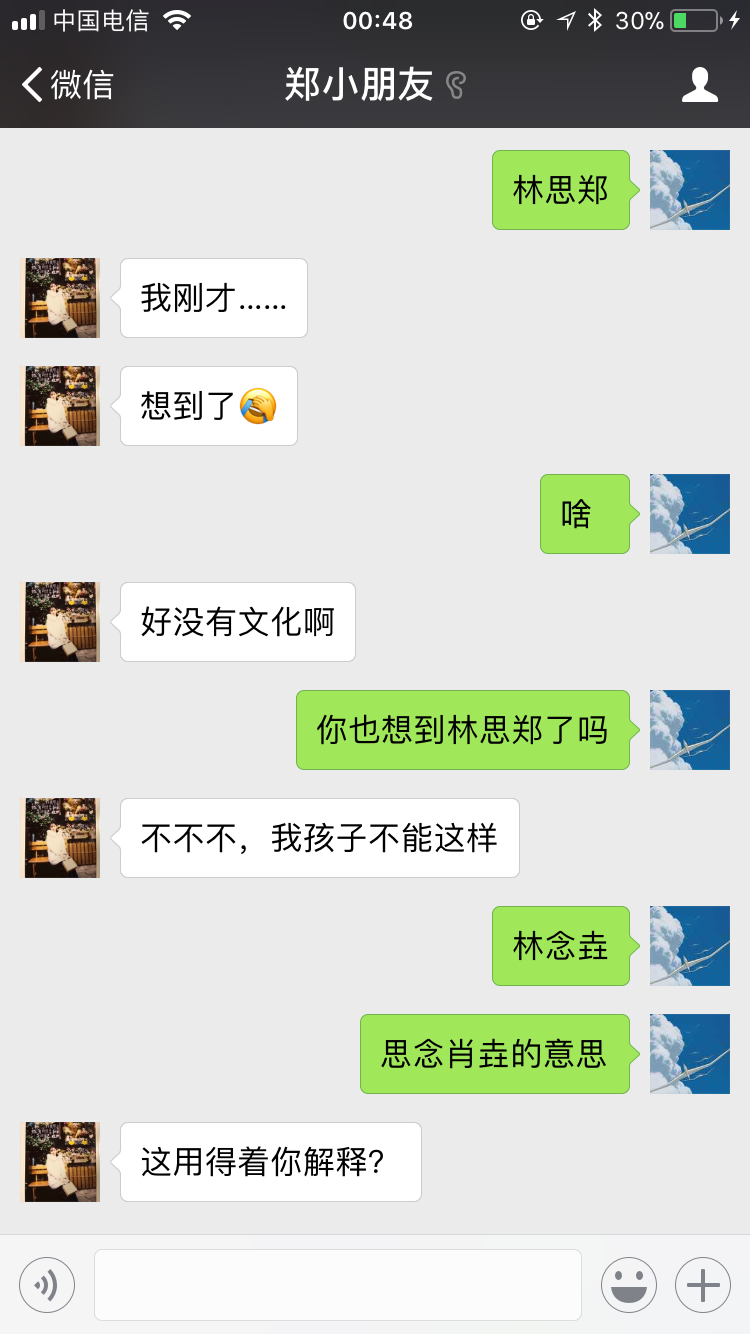 中国电信 00:48 30%
微信 郑小朋友
林思郑
我刚才......
想到了🤦
啥
好没有文化啊
你也想到林思郑了吗
不不不，我孩子不能这样
林念垚
思念肖垚的意思
这用得着你解释?